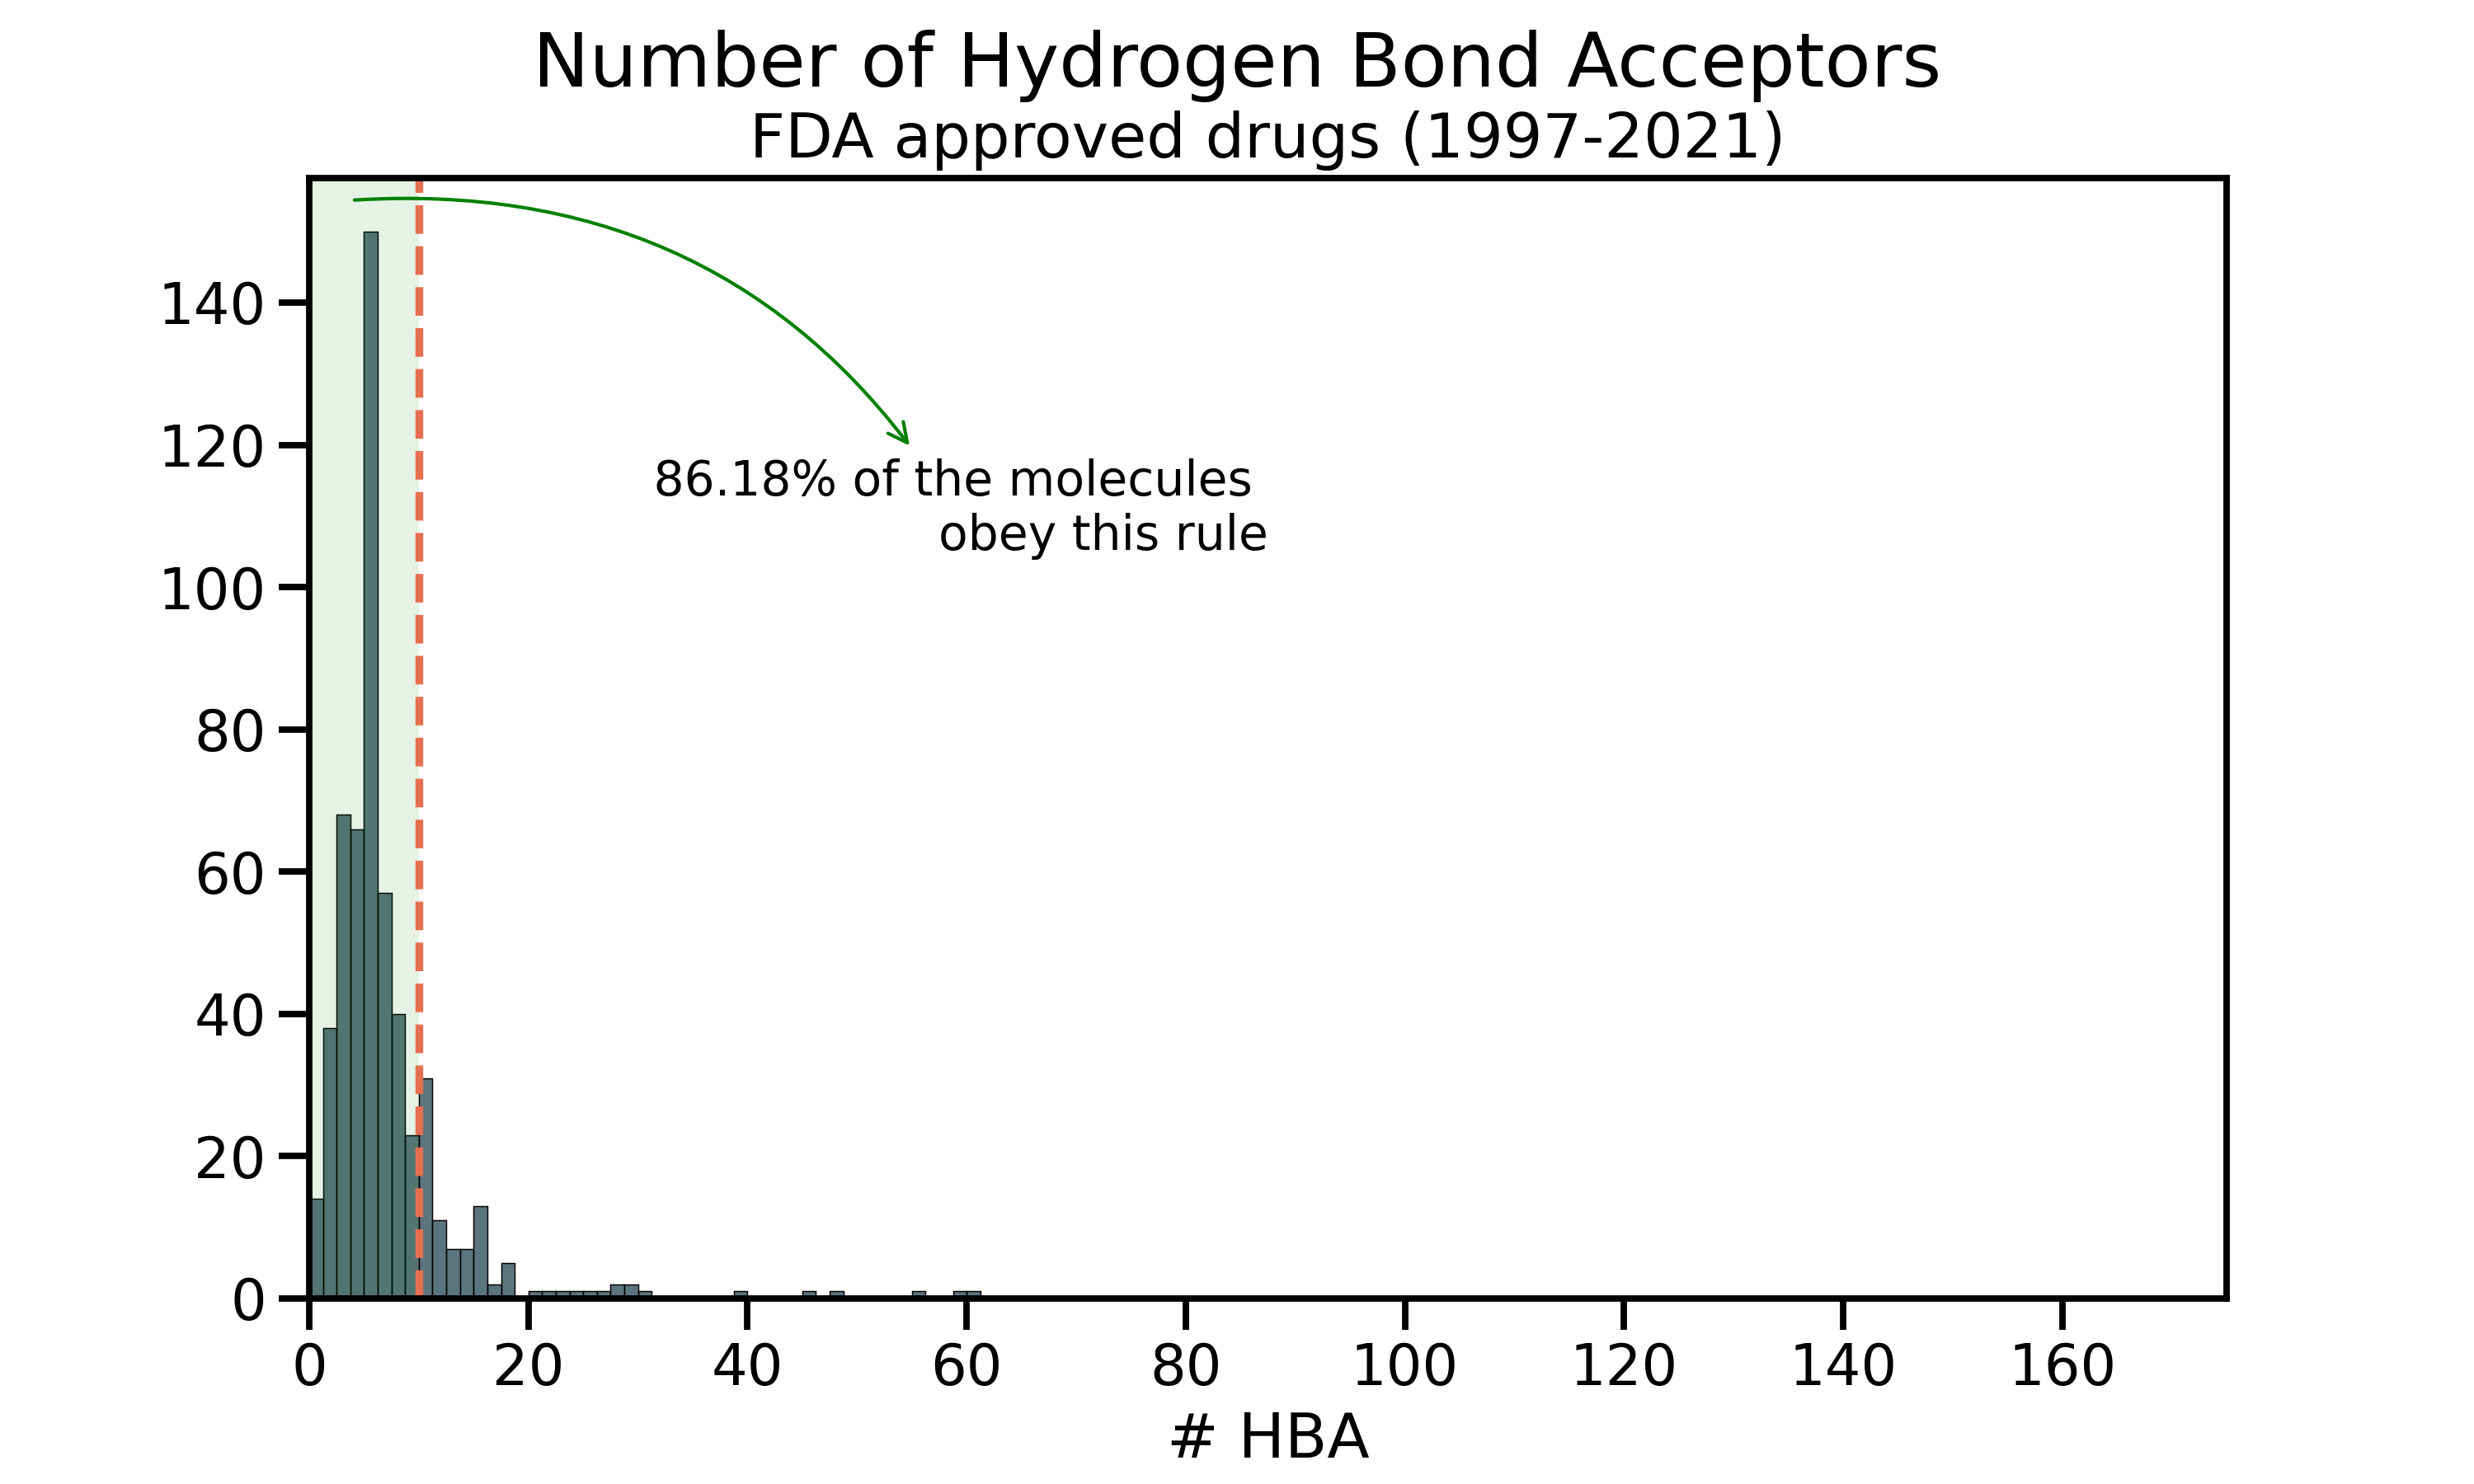 Number of Hydrogen Bond Acceptors
FDA approved drugs (1997-2021)
140
120
100
80
60
40
20
0
86.18% of the molecules
obey this rule
0 20 40 60 80 100 120 140 160
# HBA